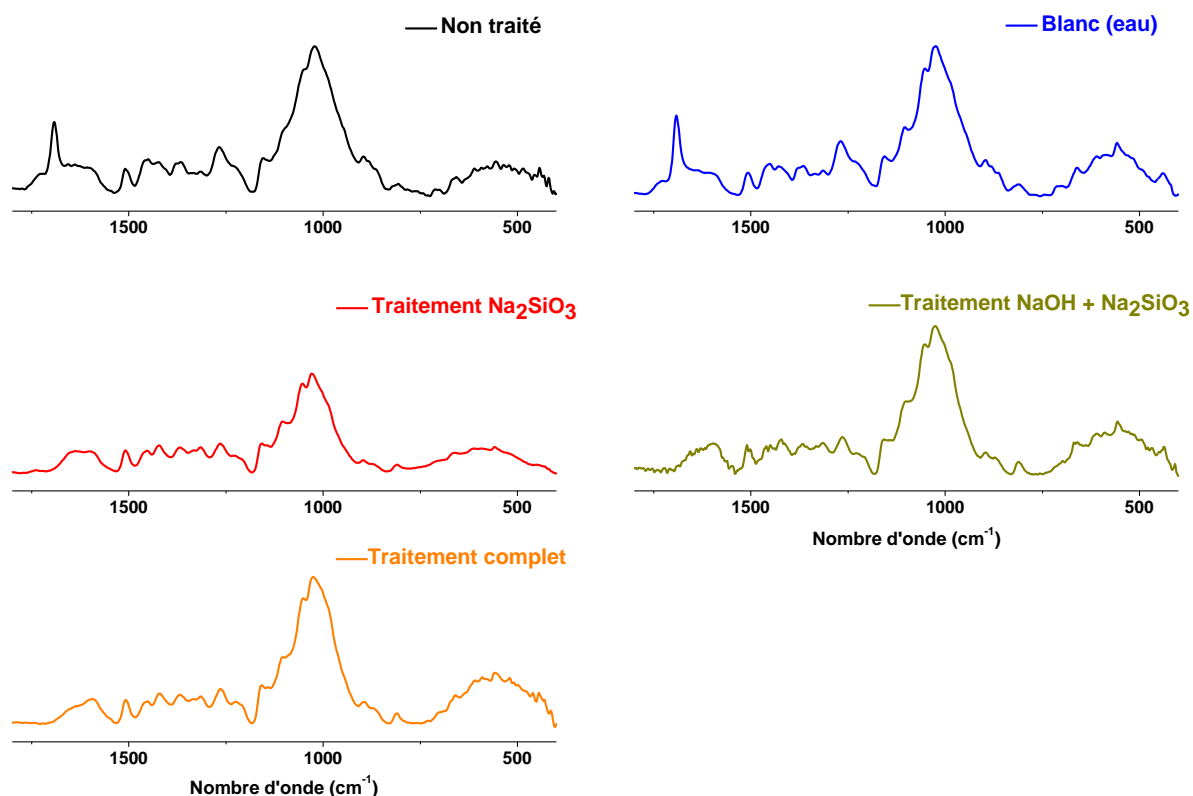 Non traité
Blanc (eau)
1500 1000 500
1500 1000 500
Traitement Na2SiO3
Traitement NaOH + Na2SiO3
1500 1000 500
1500 1000 500
Nombre d'onde (cm-1)
Traitement complet
1500 1000 500
Nombre d'onde (cm-1)